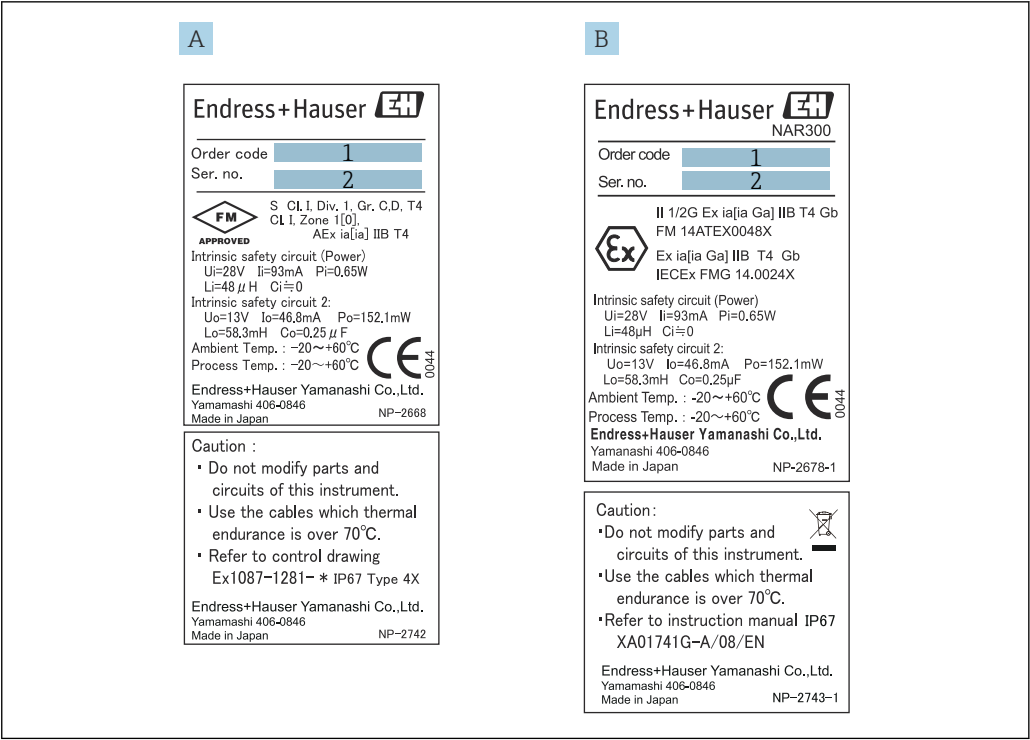 A
Endress+Hauser EH
Order code 1
Ser. no. 2
FM
APPROVED
S Cl. I, Div. 1, Gr. C,D, T4
Cl. I, Zone 1[0],
AEx ia[ia] IIB T4
Intrinsic safety circuit (Power)
Ui=28V Ii=93mA Pi=0.65W
Li=48μH Ci≒0
Intrinsic safety circuit 2:
Uo=13V Io=46.8mA Po=152.1mW
Lo=58.3mH Co=0.25μF
Ambient Temp. : -20～+60℃
Process Temp. : -20～+60℃
CE 0044
Endress+Hauser Yamanashi Co.,Ltd.
Yamamashi 406-0846
Made in Japan NP-2668
Caution :
・Do not modify parts and
circuits of this instrument.
・Use the cables which thermal
endurance is over 70℃.
・Refer to control drawing
Ex1087-1281-* IP67 Type 4X
Endress+Hauser Yamanashi Co.,Ltd.
Yamamashi 406-0846
Made in Japan NP-2742
B
Endress+Hauser EH
NAR300
Order code 1
Ser. no. 2
Ex
II 1/2G Ex ia[ia Ga] IIB T4 Gb
FM 14ATEX0048X
Ex ia[ia Ga] IIB T4 Gb
IECEx FMG 14.0024X
Intrinsic safety circuit (Power)
Ui=28V Ii=93mA Pi=0.65W
Li=48μH Ci≒0
Intrinsic safety circuit 2:
Uo=13V Io=46.8mA Po=152.1mW
Lo=58.3mH Co=0.25μF
Ambient Temp. : -20～+60℃
Process Temp. : -20～+60℃
CE 0044
Endress+Hauser Yamanashi Co.,Ltd.
Yamanashi 406-0846
Made in Japan NP-2678-1
Caution:
・Do not modify parts and
circuits of this instrument.
・Use the cables which thermal
endurance is over 70℃.
・Refer to instruction manual IP67
XA01741G-A/08/EN
Endress+Hauser Yamanashi Co.,Ltd.
Yamamashi 406-0846
Made in Japan NP-2743-1